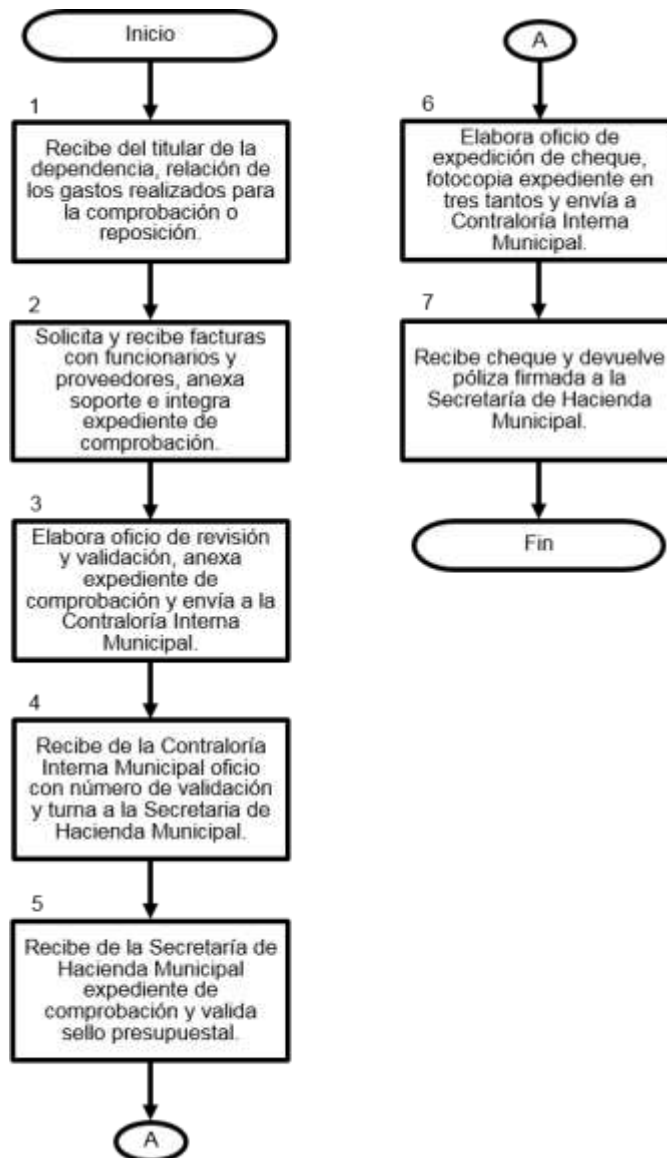 Inicio
1
Recibe del titular de la
dependencia, relación de
los gastos realizados para
la comprobación o
reposición.
2
Solicita y recibe facturas
con funcionarios y
proveedores, anexa
soporte e integra
expediente de
comprobación.
3
Elabora oficio de revisión
y validación, anexa
expediente de
comprobación y envía a la
Contraloría Interna
Municipal.
4
Recibe de la Contraloría
Interna Municipal oficio
con número de validación
y turna a la Secretaria de
Hacienda Municipal.
5
Recibe de la Secretaría de
Hacienda Municipal
expediente de
comprobación y valida
sello presupuestal.
A
A
6
Elabora oficio de
expedición de cheque,
fotocopia expediente en
tres tantos y envía a
Contraloría Interna
Municipal.
7
Recibe cheque y devuelve
póliza firmada a la
Secretaría de Hacienda
Municipal.
Fin